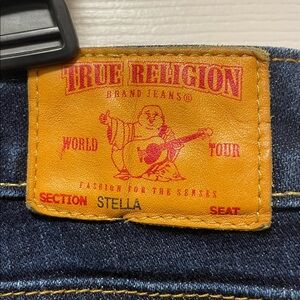 TRUE RELIGION
BRAND JEANS®
WORLD TOUR
FASHION FOR THE SENSES
SECTION STELLA SEAT